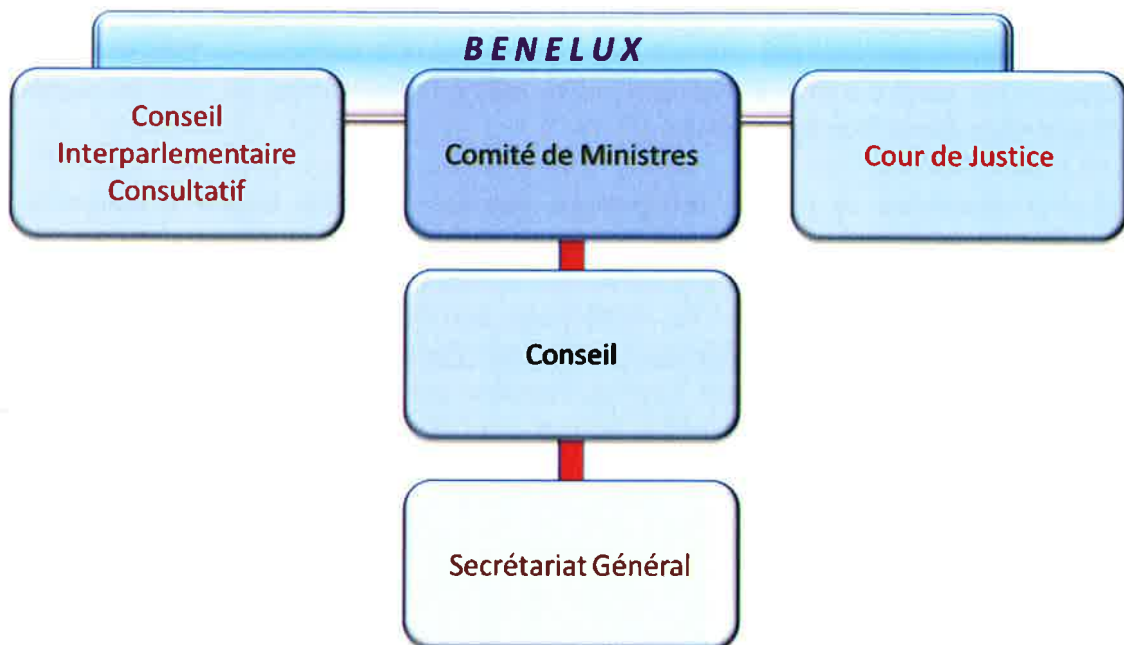 BENELUX
Conseil
Interparlementaire
Consultatif
Comité de Ministres
Cour de Justice
Conseil
Secrétariat Général